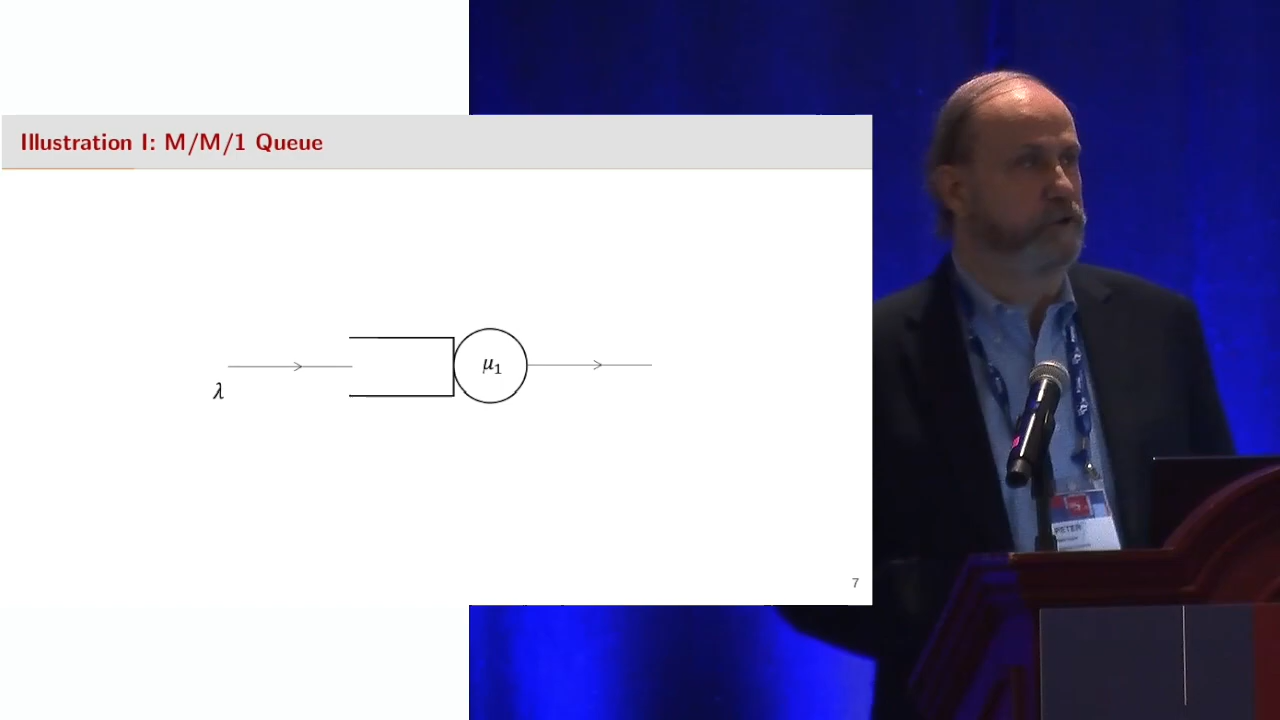 Illustration I: M/M/1 Queue
λ
μ₁
7
PETER